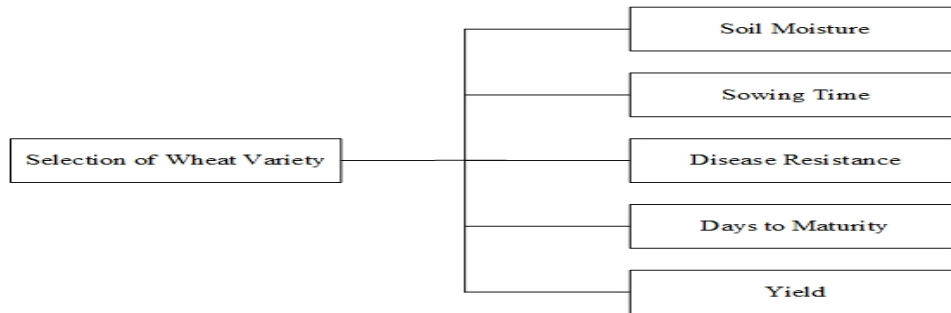 Soil Moisture
Sowing Time
Selection of Wheat Variety
Disease Resistance
Days to Maturity
Yield